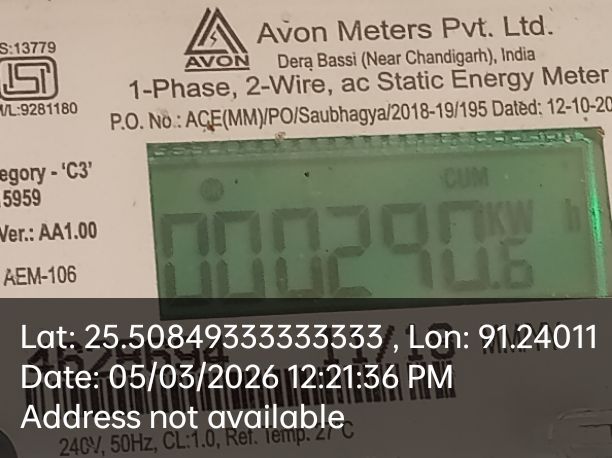 AVON
Avon Meters Pvt. Ltd.
Dera Bassi (Near Chandigarh), India
1-Phase, 2-Wire, ac Static Energy Meter
P.O. No.: ACE(MM)/PO/Saubhagya/2018-19/195 Dated: 12-10-20
S:13779
ISI
M/L:9281180
egory - 'C3'
5959
Ver.: AA1.00
AEM-106
CUM
000290.6 KW h
Lat: 25.50849333333333 , Lon: 91.24011
Date: 05/03/2026 12:21:36 PM
Address not available
240V, 50Hz, CL:1.0, Ref. Temp. 27°C